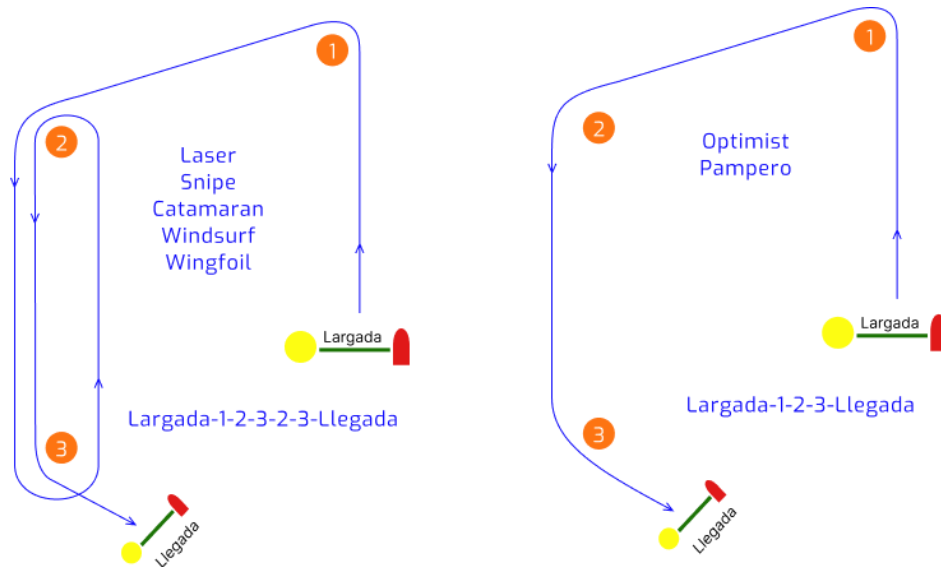 1
2
Laser
Snipe
Catamaran
Windsurf
Wingfoil
Largada
Largada-1-2-3-2-3-Llegada
3
Llegada
1
2
Optimist
Pampero
Largada
Largada-1-2-3-Llegada
3
Llegada